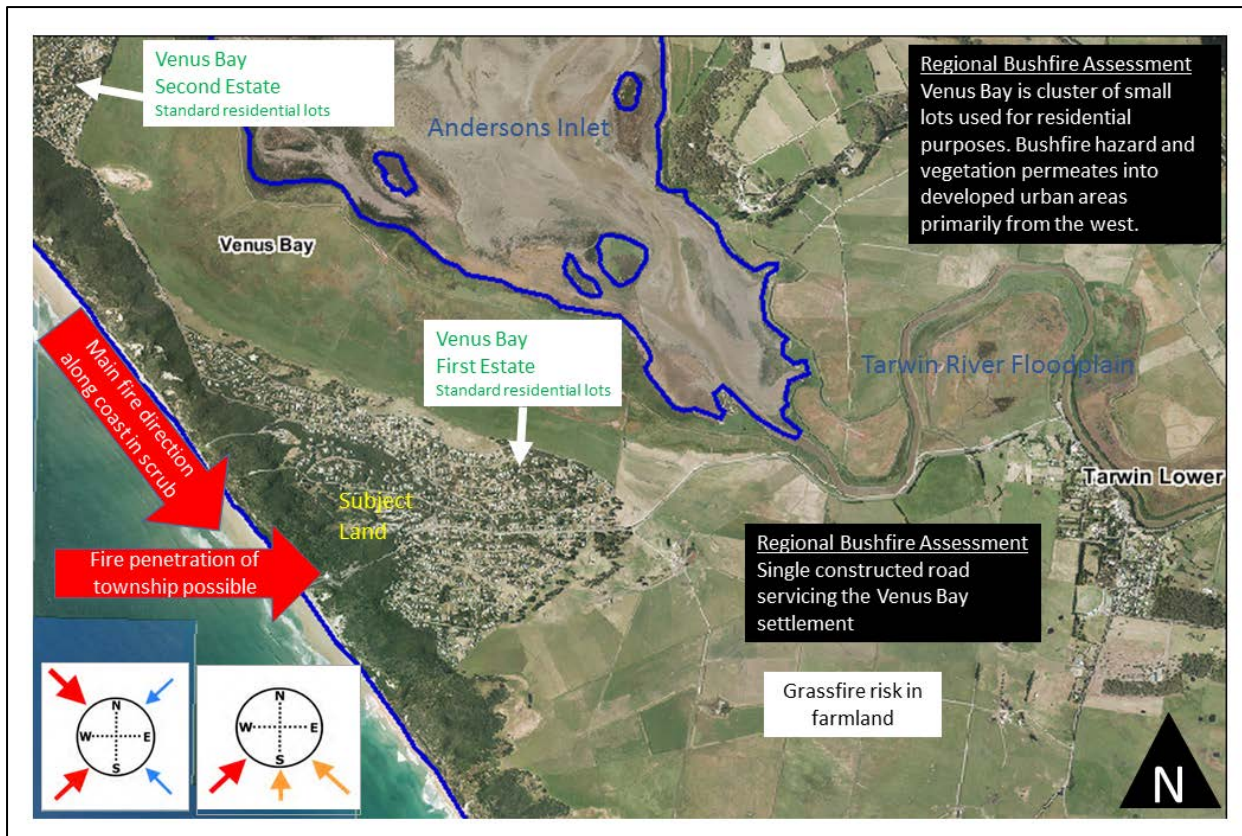 Venus Bay
Second Estate
Standard residential lots
Andersons Inlet
Regional Bushfire Assessment
Venus Bay is cluster of small
lots used for residential
purposes. Bushfire hazard and
vegetation permeates into
developed urban areas
primarily from the west.
Venus Bay
Venus Bay
First Estate
Standard residential lots
Tarwin River Floodplain
Main fire direction
along coast in scrub
Tarwin Lower
Subject
Land
Fire penetration of
township possible
Regional Bushfire Assessment
Single constructed road
servicing the Venus Bay
settlement
Grassfire risk in
farmland
N
W
E
S
N
W
E
S
N